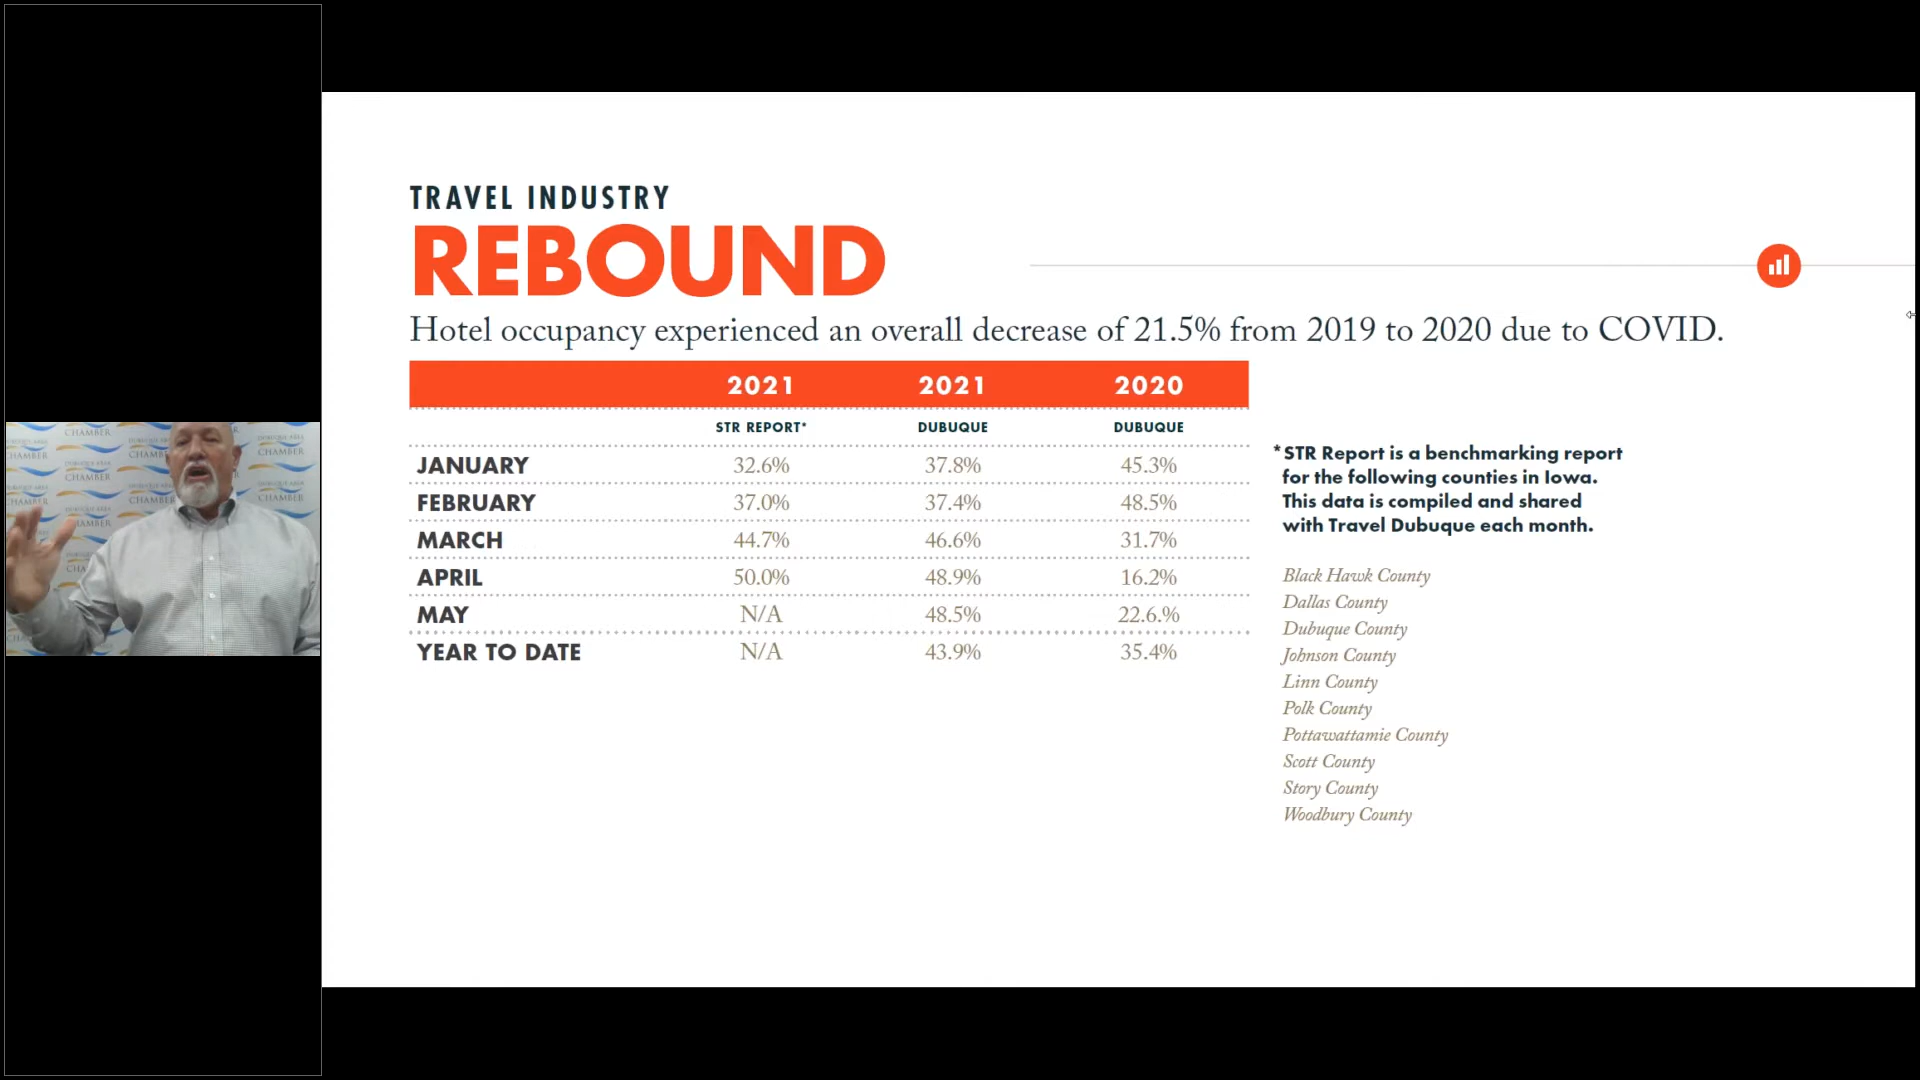 TRAVEL INDUSTRY
REBOUND
Hotel occupancy experienced an overall decrease of 21.5% from 2019 to 2020 due to COVID.
2021 2021 2020
STR REPORT* DUBUQUE DUBUQUE
JANUARY 32.6% 37.8% 45.3%
FEBRUARY 37.0% 37.4% 48.5%
MARCH 44.7% 46.6% 31.7%
APRIL 50.0% 48.9% 16.2%
MAY N/A 48.5% 22.6.%
YEAR TO DATE N/A 43.9% 35.4%
*STR Report is a benchmarking report
for the following counties in Iowa.
This data is compiled and shared
with Travel Dubuque each month.
Black Hawk County
Dallas County
Dubuque County
Johnson County
Linn County
Polk County
Pottawattamie County
Scott County
Story County
Woodbury County
CHAMBER
DUBUQUE AREA
CHAMBER